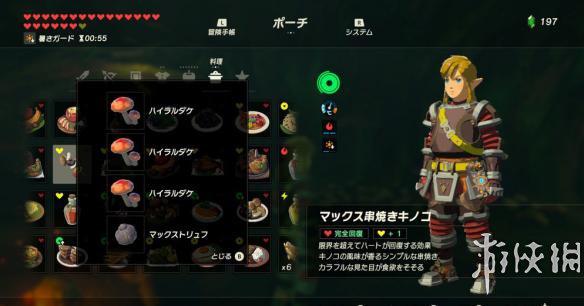 L ポーチ R
冒険手帳 システム
197
暑さガード 00:55
料理
ハイラルダケ
ハイラルダケ
ハイラルダケ
マックストリュフ
とじる B
x6
マックス串焼きキノコ
完全回復 +1
限界を超えてハートが回復する効果
キノコの風味が香るシンプルな串焼き
カラフルな見た目が食欲をそそる
游侠网